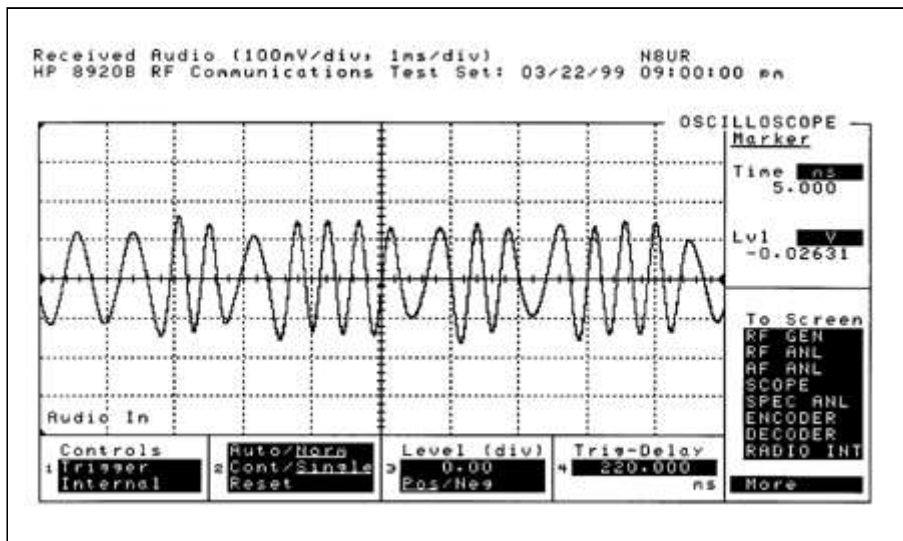 Received Audio (100mV/div, 1ms/div) N8UR
HP 8920B RF Communications Test Set: 03/22/99 09:00:00 pm
OSCILLOSCOPE
Marker
Time ms
5.000
Lvl V
-0.02631
To Screen
RF GEN
RF ANL
AF ANL
SCOPE
SPEC ANL
ENCODER
DECODER
RADIO INT
More
Audio In
Controls
1 Trigger
Internal
2 Auto/Norm
Cont/Single
Reset
3 Level (div)
0.00
Pos/Neg
4 Trig-Delay
220.000
ms